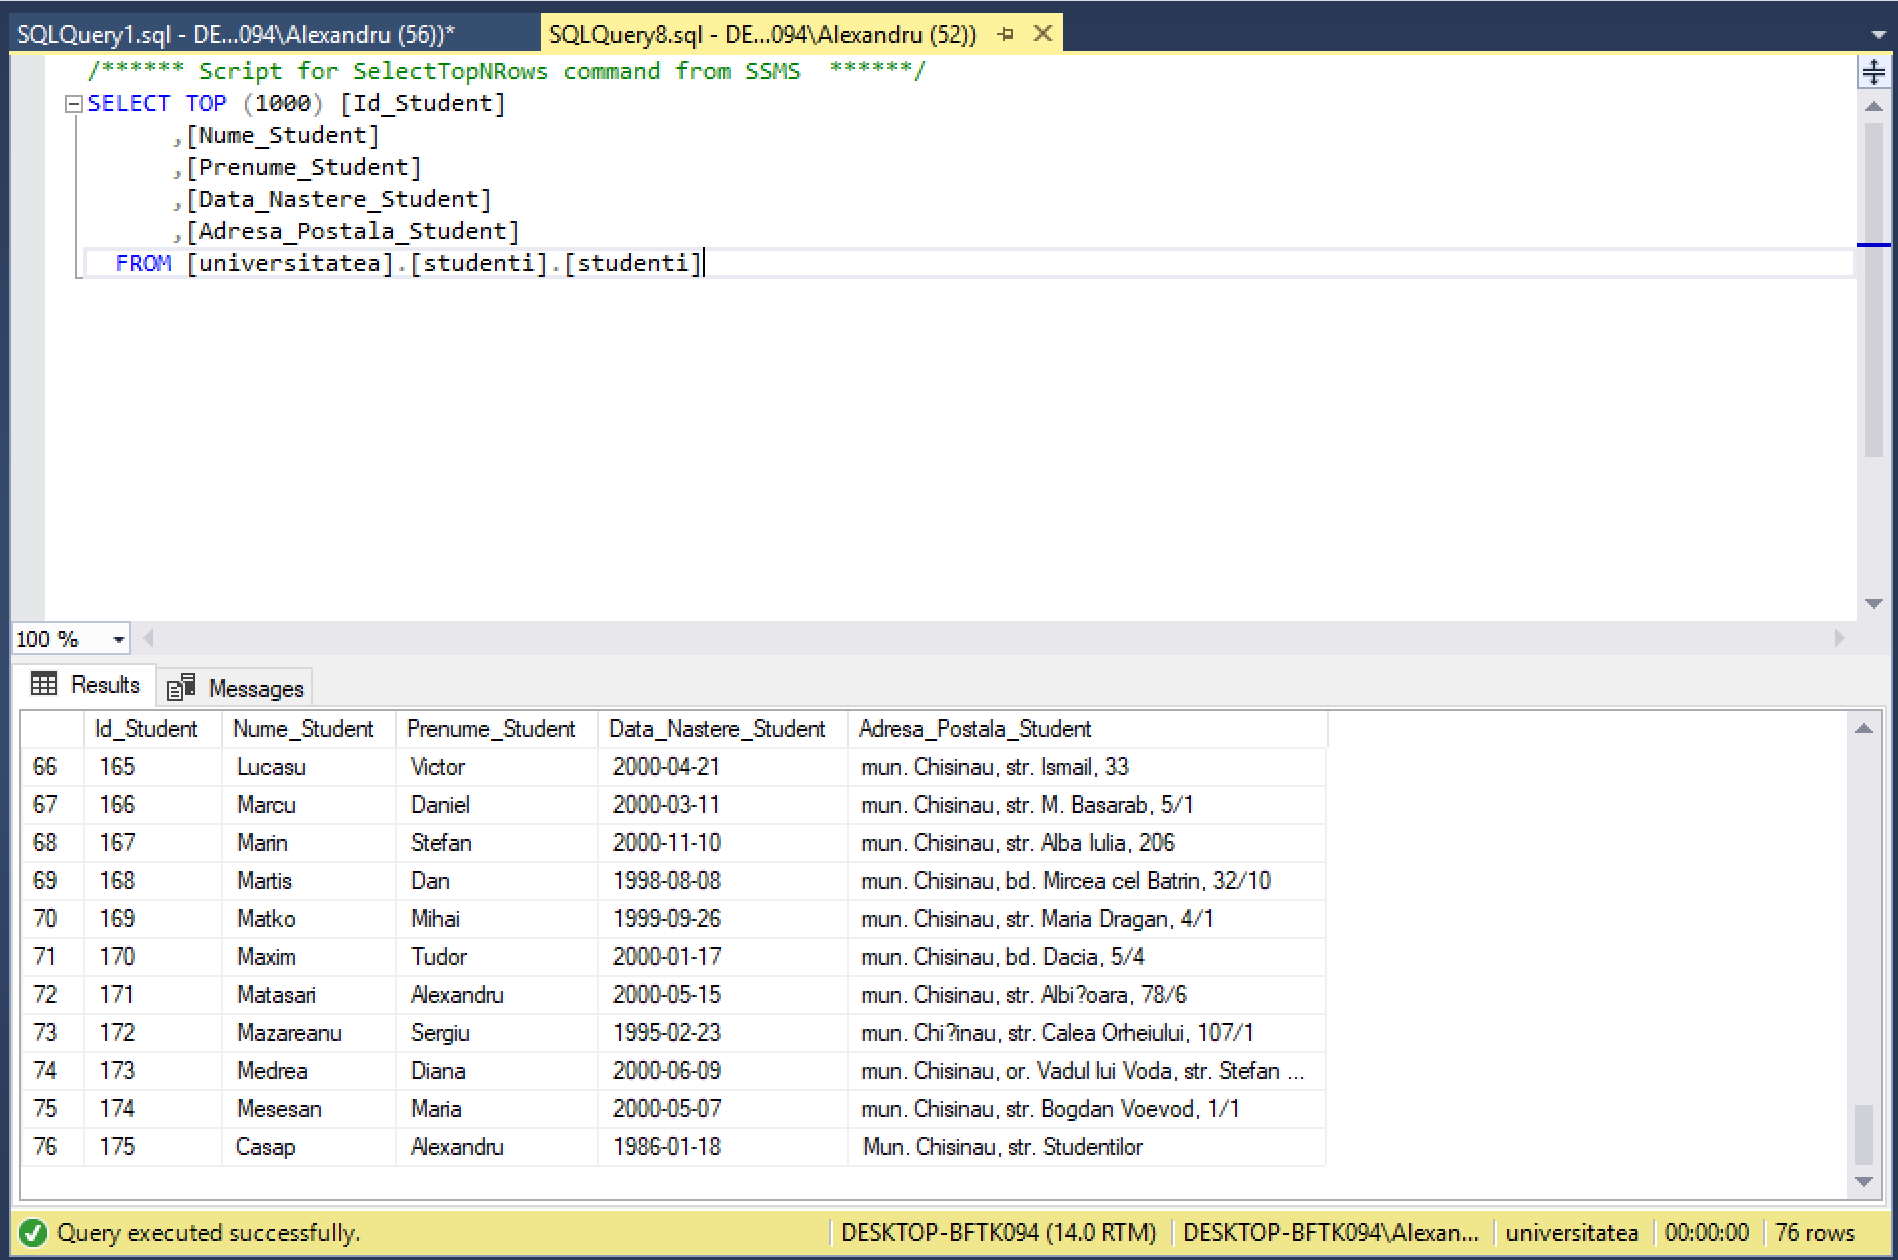 SQLQuery1.sql - DE...094\Alexandru (56))* SQLQuery8.sql - DE...094\Alexandru (52))
/****** Script for SelectTopNRows command from SSMS  ******/
SELECT TOP (1000) [Id_Student]
,[Nume_Student]
,[Prenume_Student]
,[Data_Nastere_Student]
,[Adresa_Postala_Student]
FROM [universitatea].[studenti].[studenti]
100 %
Results Messages
Id_Student Nume_Student Prenume_Student Data_Nastere_Student Adresa_Postala_Student
66 165 Lucasu Victor 2000-04-21 mun. Chisinau, str. Ismail, 33
67 166 Marcu Daniel 2000-03-11 mun. Chisinau, str. M. Basarab, 5/1
68 167 Marin Stefan 2000-11-10 mun. Chisinau, str. Alba Iulia, 206
69 168 Martis Dan 1998-08-08 mun. Chisinau, bd. Mircea cel Batrin, 32/10
70 169 Matko Mihai 1999-09-26 mun. Chisinau, str. Maria Dragan, 4/1
71 170 Maxim Tudor 2000-01-17 mun. Chisinau, bd. Dacia, 5/4
72 171 Matasari Alexandru 2000-05-15 mun. Chisinau, str. Albi?oara, 78/6
73 172 Mazareanu Sergiu 1995-02-23 mun. Chi?inau, str. Calea Orheiului, 107/1
74 173 Medrea Diana 2000-06-09 mun. Chisinau, or. Vadul lui Voda, str. Stefan ...
75 174 Mesesan Maria 2000-05-07 mun. Chisinau, str. Bogdan Voevod, 1/1
76 175 Casap Alexandru 1986-01-18 Mun. Chisinau, str. Studentilor
Query executed successfully. DESKTOP-BFTK094 (14.0 RTM) DESKTOP-BFTK094\Alexan... universitatea 00:00:00 76 rows